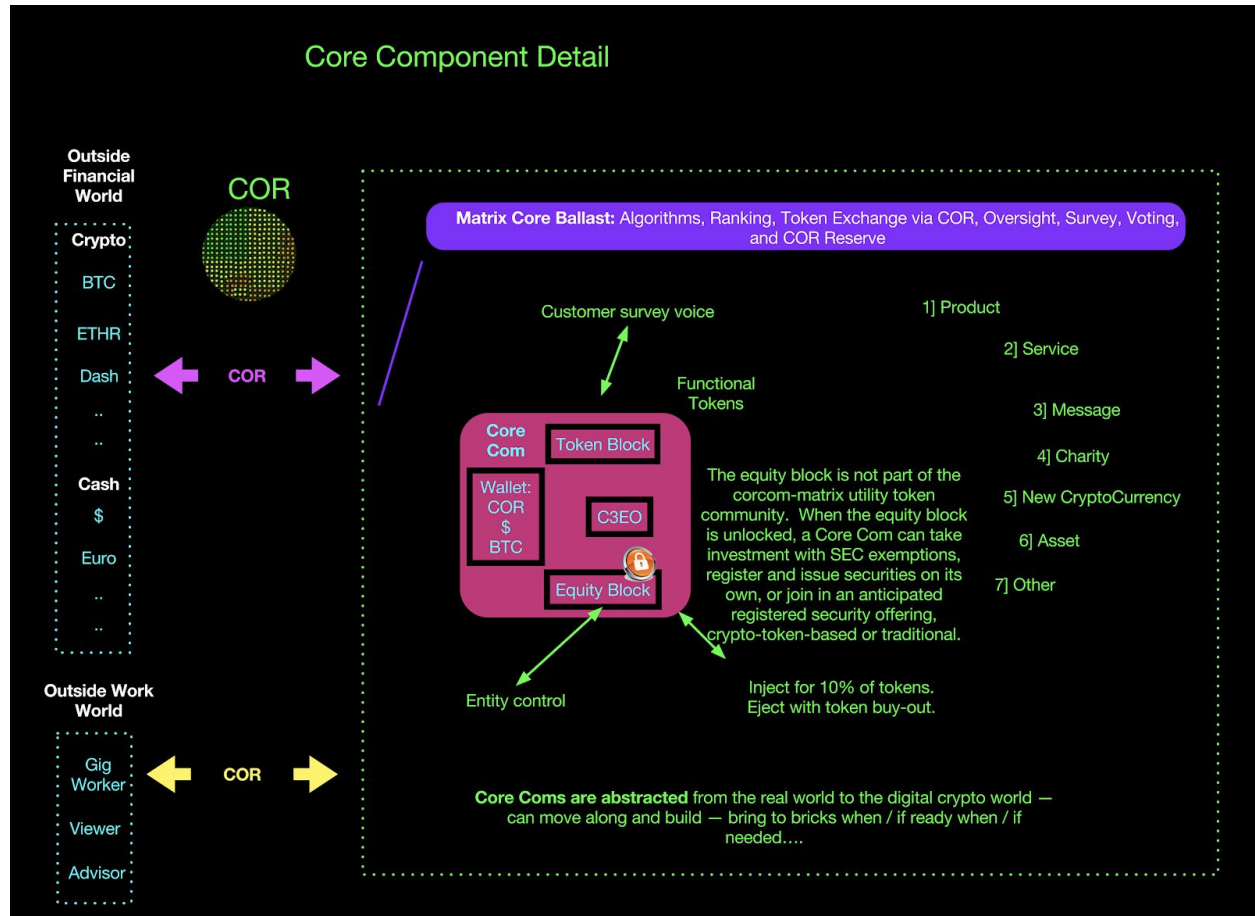 Core Component Detail
Outside
Financial
World
Crypto
BTC
ETHR
Dash
..
..
Cash
$
Euro
..
..
COR
COR
Matrix Core Ballast: Algorithms, Ranking, Token Exchange via COR, Oversight, Survey, Voting,
and COR Reserve
Customer survey voice
Functional
Tokens
Core
Com
Token Block
Wallet:
COR
$
BTC
C3EO
Equity Block
The equity block is not part of the
corcom-matrix utility token
community. When the equity block
is unlocked, a Core Com can take
investment with SEC exemptions,
register and issue securities on its
own, or join in an anticipated
registered security offering,
crypto-token-based or traditional.
1] Product
2] Service
3] Message
4] Charity
5] New CryptoCurrency
6] Asset
7] Other
Entity control
Inject for 10% of tokens.
Eject with token buy-out.
Outside Work
World
Gig
Worker
Viewer
Advisor
COR
Core Coms are abstracted from the real world to the digital crypto world —
can move along and build — bring to bricks when / if ready when / if
needed....